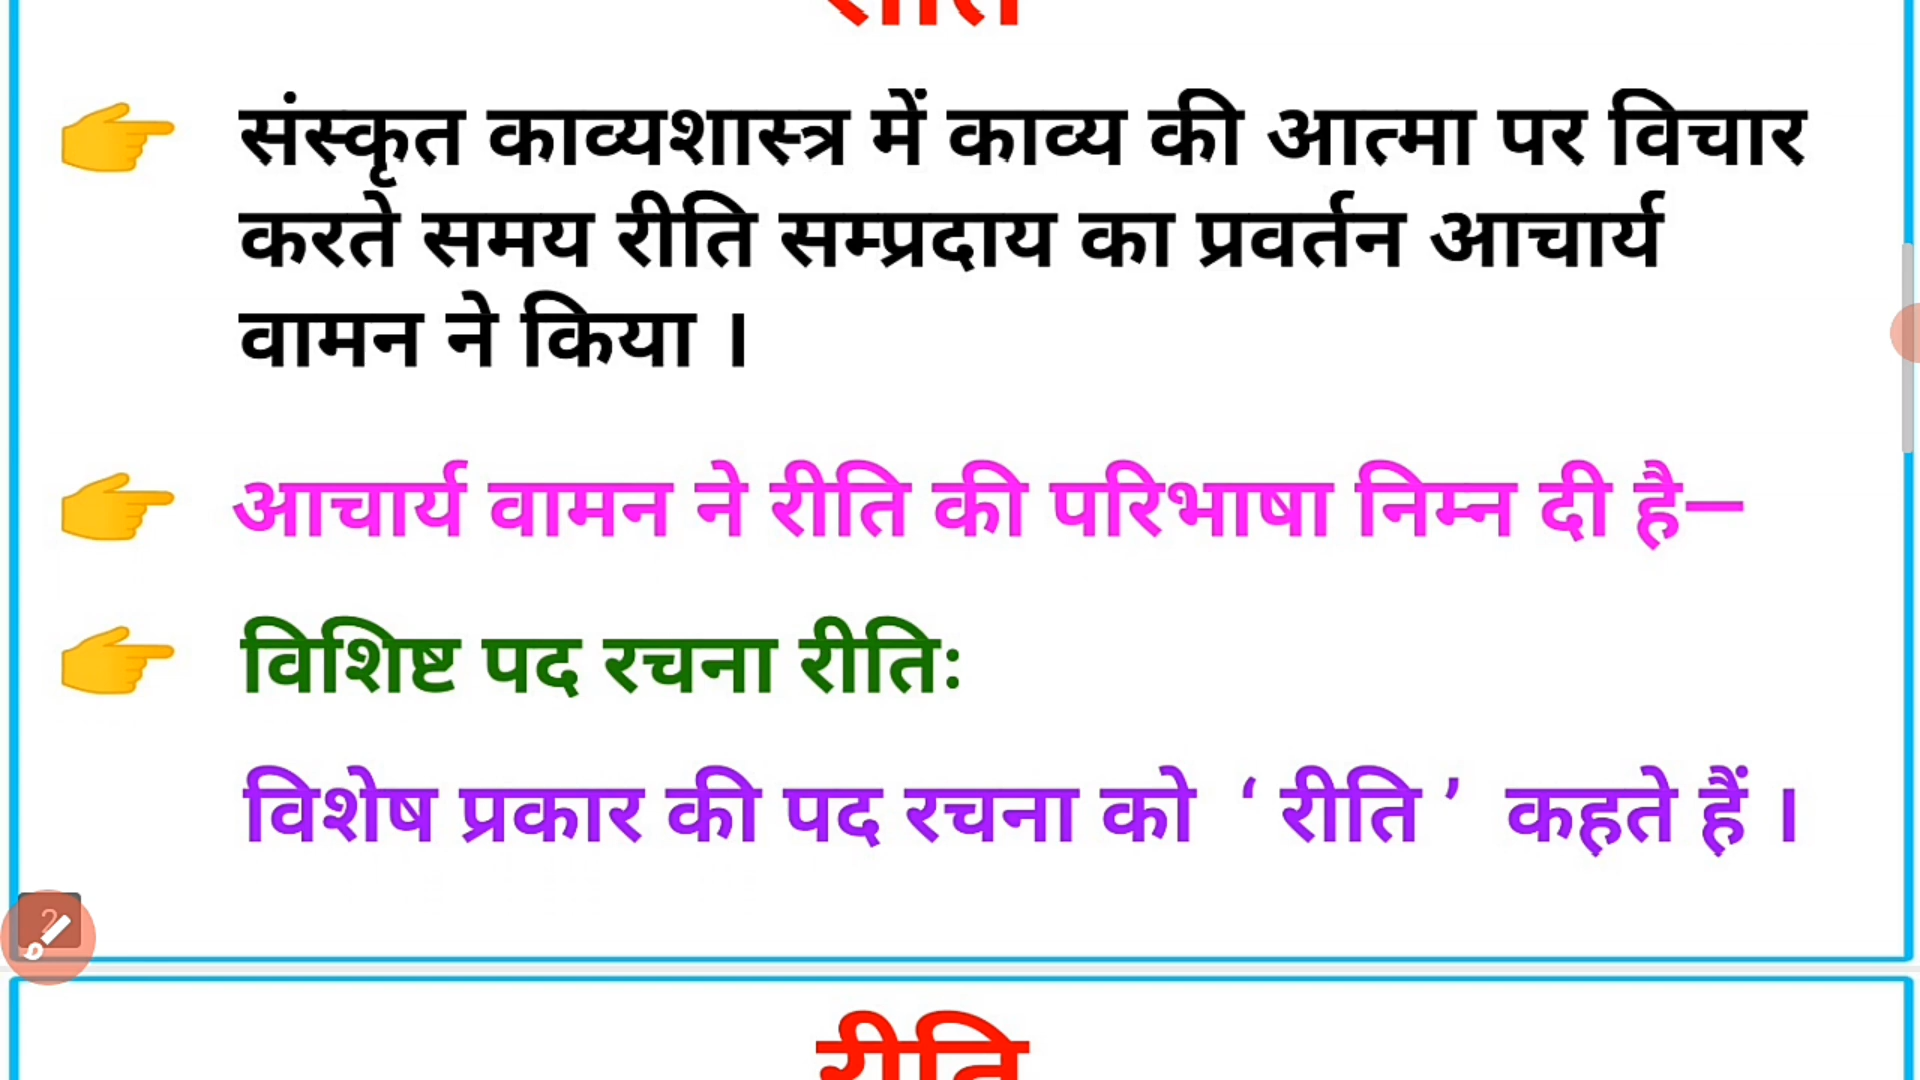 रीति
संस्कृत काव्यशास्त्र में काव्य की आत्मा पर विचार
करते समय रीति सम्प्रदाय का प्रवर्तन आचार्य
वामन ने किया ।
आचार्य वामन ने रीति की परिभाषा निम्न दी है—
विशिष्ट पद रचना रीतिः
विशेष प्रकार की पद रचना को ‘ रीति ’ कहते हैं ।
2
रीति